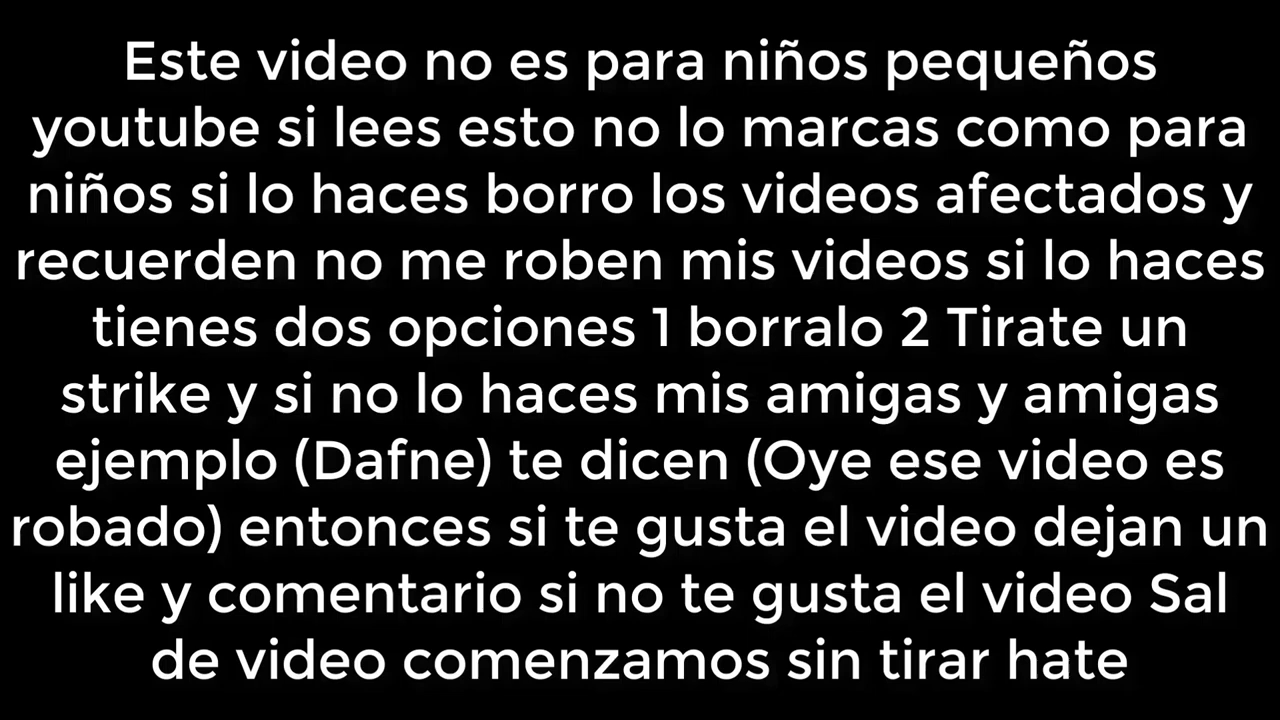 Este video no es para niños pequeños
youtube si lees esto no lo marcas como para
niños si lo haces borro los videos afectados y
recuerden no me roben mis videos si lo haces
tienes dos opciones 1 borralo 2 Tirate un
strike y si no lo haces mis amigas y amigas
ejemplo (Dafne) te dicen (Oye ese video es
robado) entonces si te gusta el video dejan un
like y comentario si no te gusta el video Sal
de video comenzamos sin tirar hate